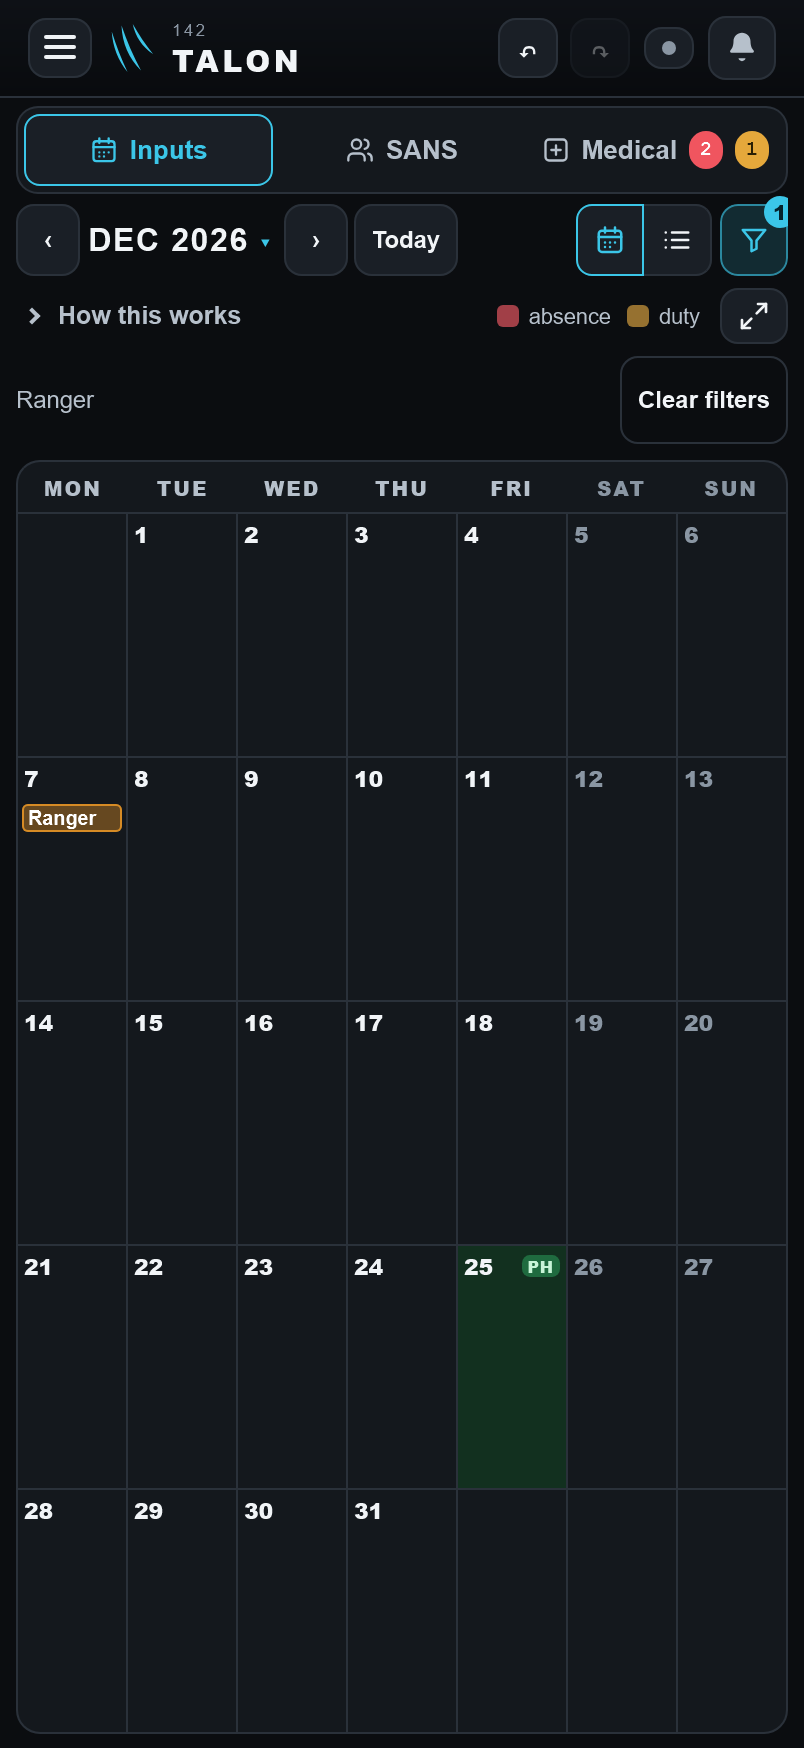 142
TALON
Inputs
SANS
Medical 2 1
‹ DEC 2026 ▾ › Today
1
How this works
absence duty
Ranger
Clear filters
MON TUE WED THU FRI SAT SUN
1 2 3 4 5 6
7 8 9 10 11 12 13
Ranger
14 15 16 17 18 19 20
21 22 23 24 25 PH 26 27
28 29 30 31